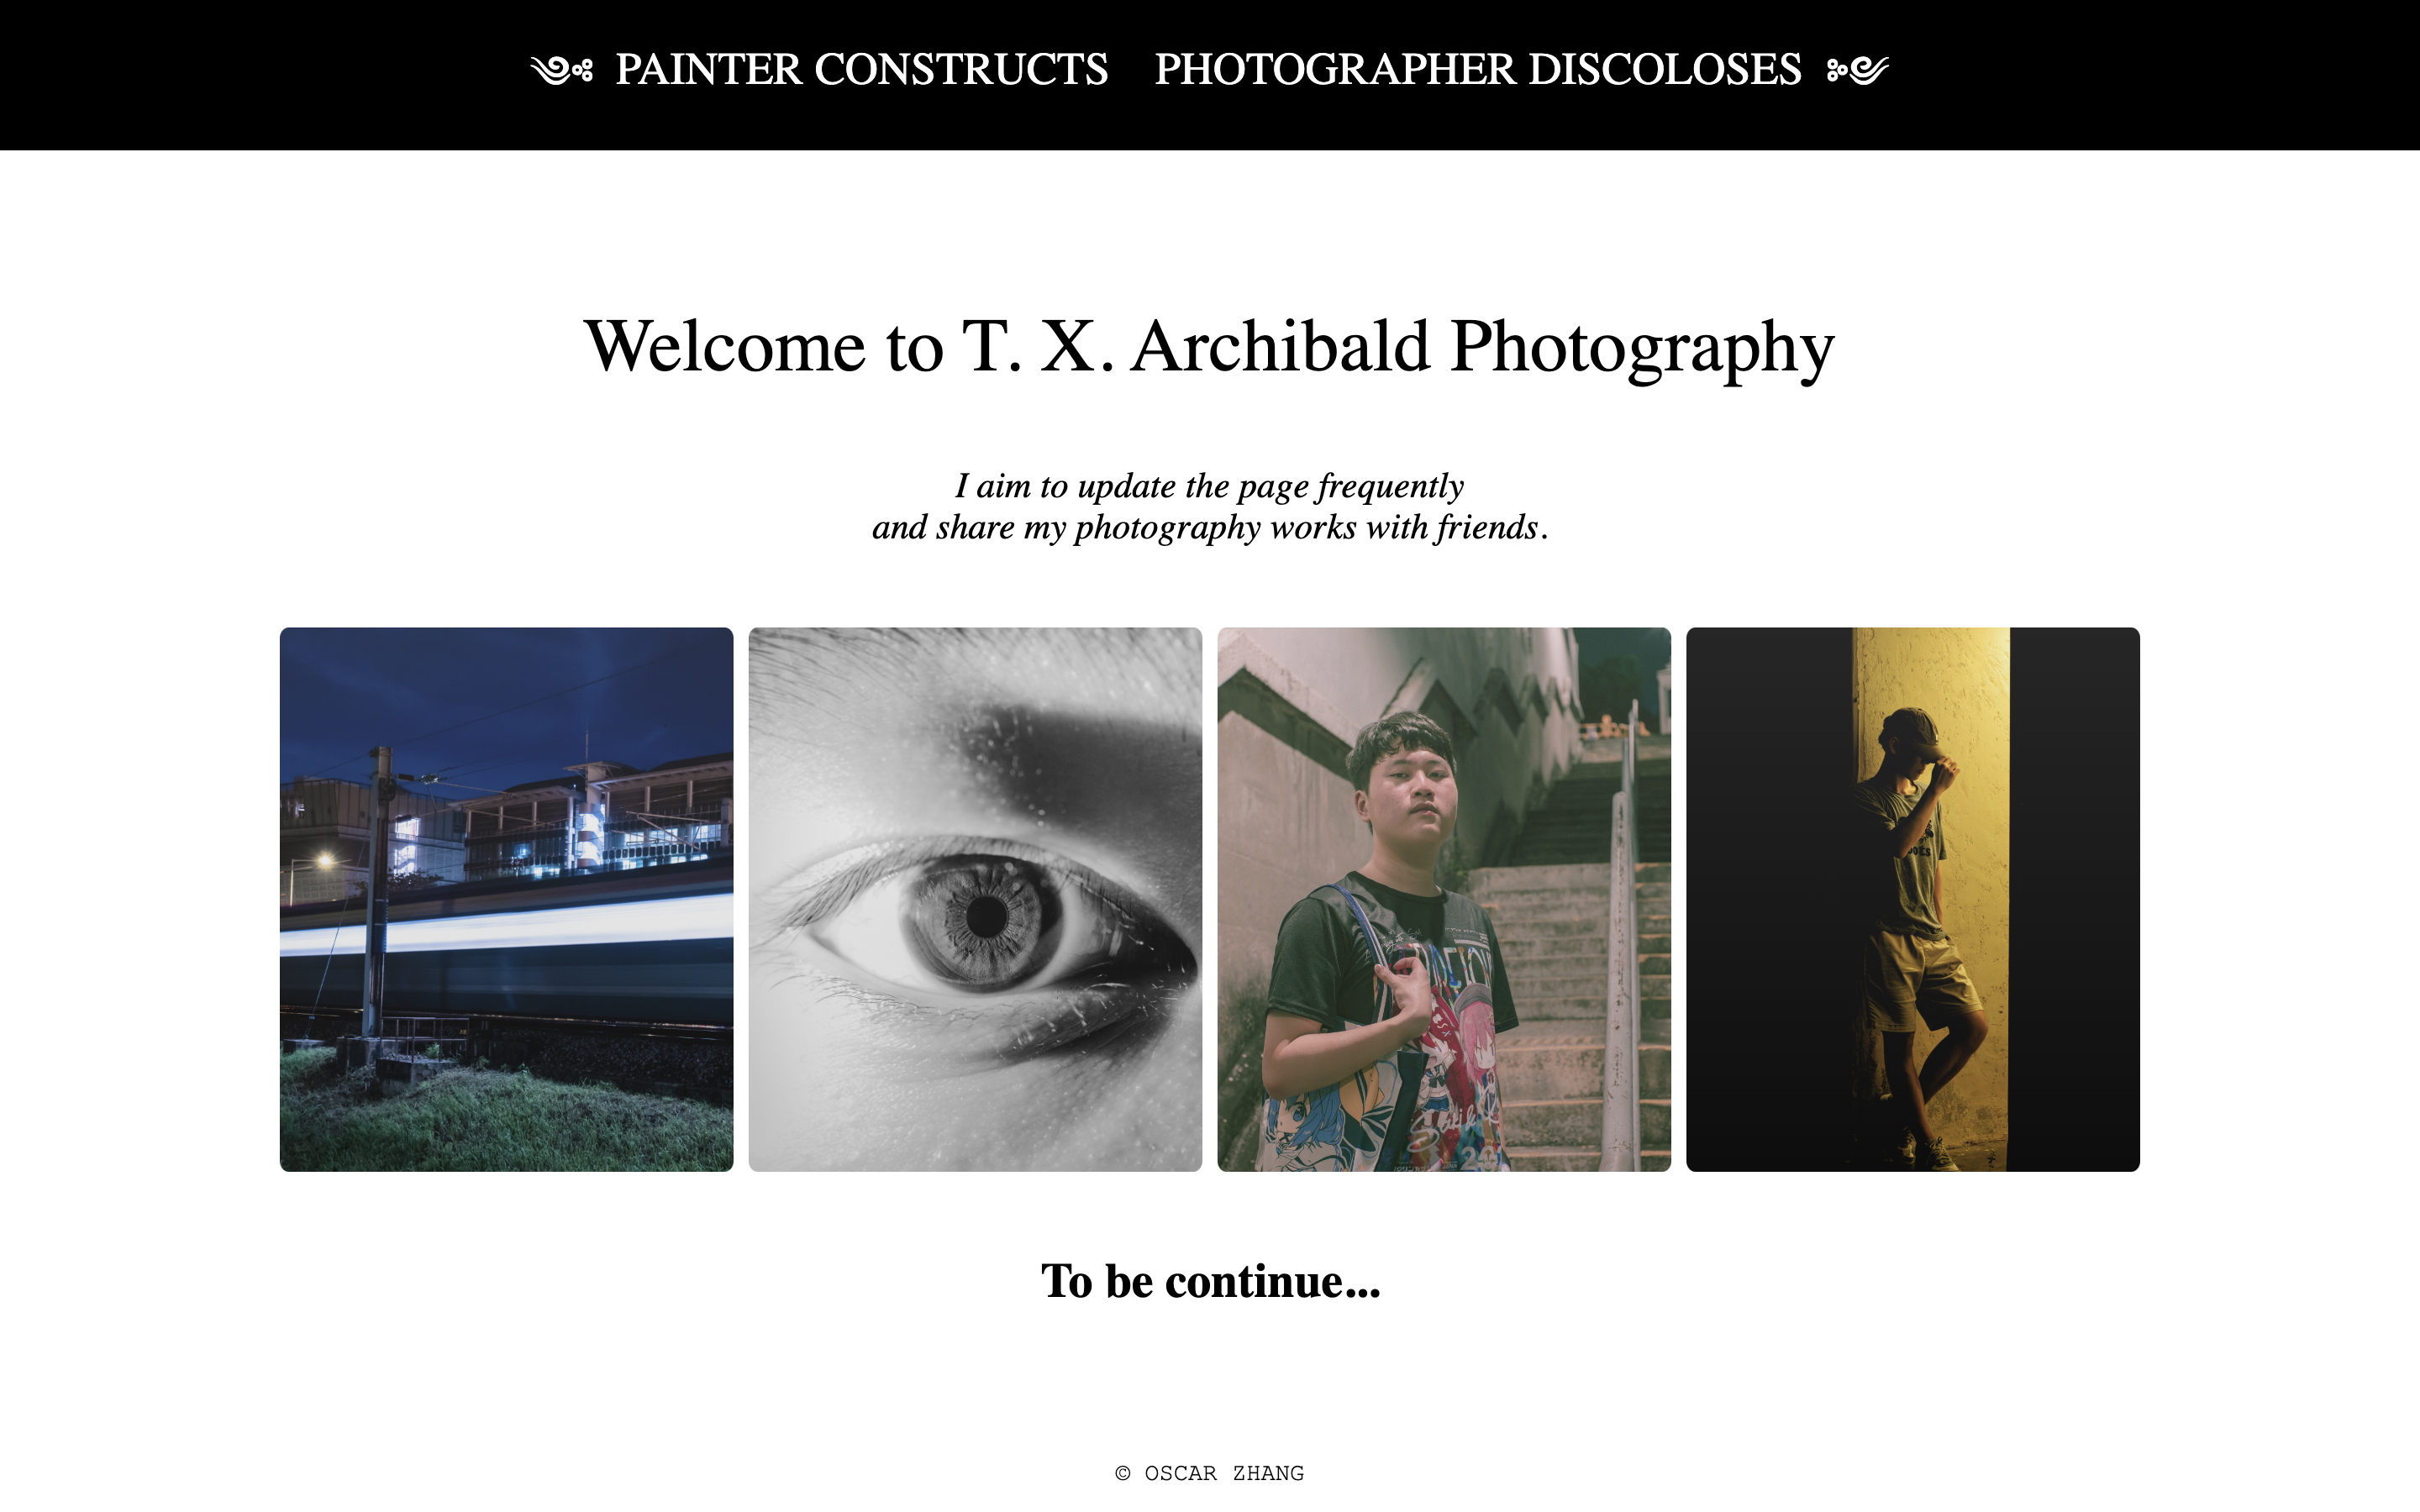 PAINTER CONSTRUCTS PHOTOGRAPHER DISCOLOSES
Welcome to T. X. Archibald Photography
I aim to update the page frequently
and share my photography works with friends.
To be continue...
© OSCAR ZHANG